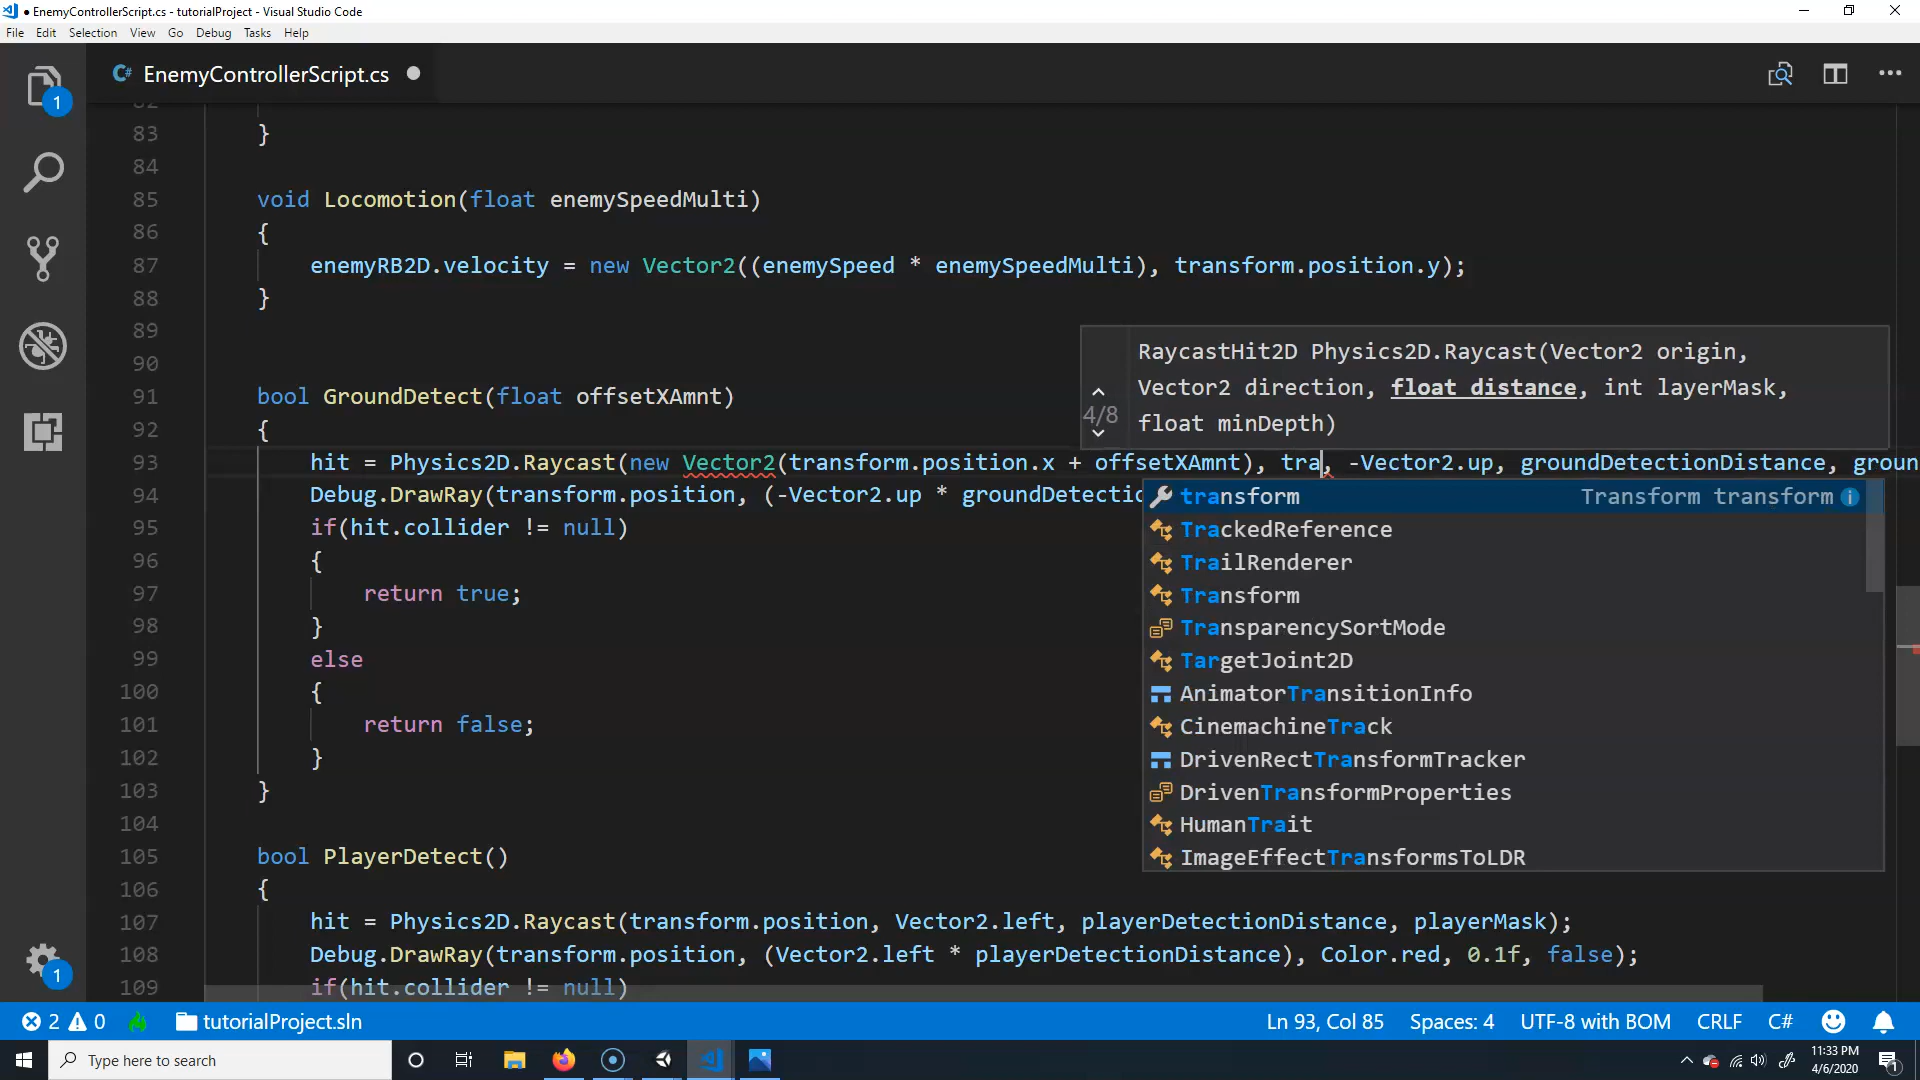 EnemyControllerScript.cs - tutorialProject - Visual Studio Code
File Edit Selection View Go Debug Tasks Help
C# EnemyControllerScript.cs
1
82
83 }
84
85 void Locomotion(float enemySpeedMulti)
86 {
87 enemyRB2D.velocity = new Vector2((enemySpeed * enemySpeedMulti), transform.position.y);
88 }
89
90
RaycastHit2D Physics2D.Raycast(Vector2 origin,
Vector2 direction, float distance, int layerMask,
float minDepth)
4/8
91 bool GroundDetect(float offsetXAmnt)
92 {
93 hit = Physics2D.Raycast(new Vector2(transform.position.x + offsetXAmnt), tra, -Vector2.up, groundDetectionDistance, groun
94 Debug.DrawRay(transform.position, (-Vector2.up * groundDetectio
transform Transform transform
TrackedReference
TrailRenderer
Transform
TransparencySortMode
TargetJoint2D
AnimatorTransitionInfo
CinemachineTrack
DrivenRectTransformTracker
DrivenTransformProperties
HumanTrait
ImageEffectTransformsToLDR
95 if(hit.collider != null)
96 {
97 return true;
98 }
99 else
100 {
101 return false;
102 }
103 }
104
105 bool PlayerDetect()
106 {
107 hit = Physics2D.Raycast(transform.position, Vector2.left, playerDetectionDistance, playerMask);
108 Debug.DrawRay(transform.position, (Vector2.left * playerDetectionDistance), Color.red, 0.1f, false);
109 if(hit.collider != null)
1
2 0 tutorialProject.sln Ln 93, Col 85 Spaces: 4 UTF-8 with BOM CRLF C#
Type here to search
11:33 PM
4/6/2020
1